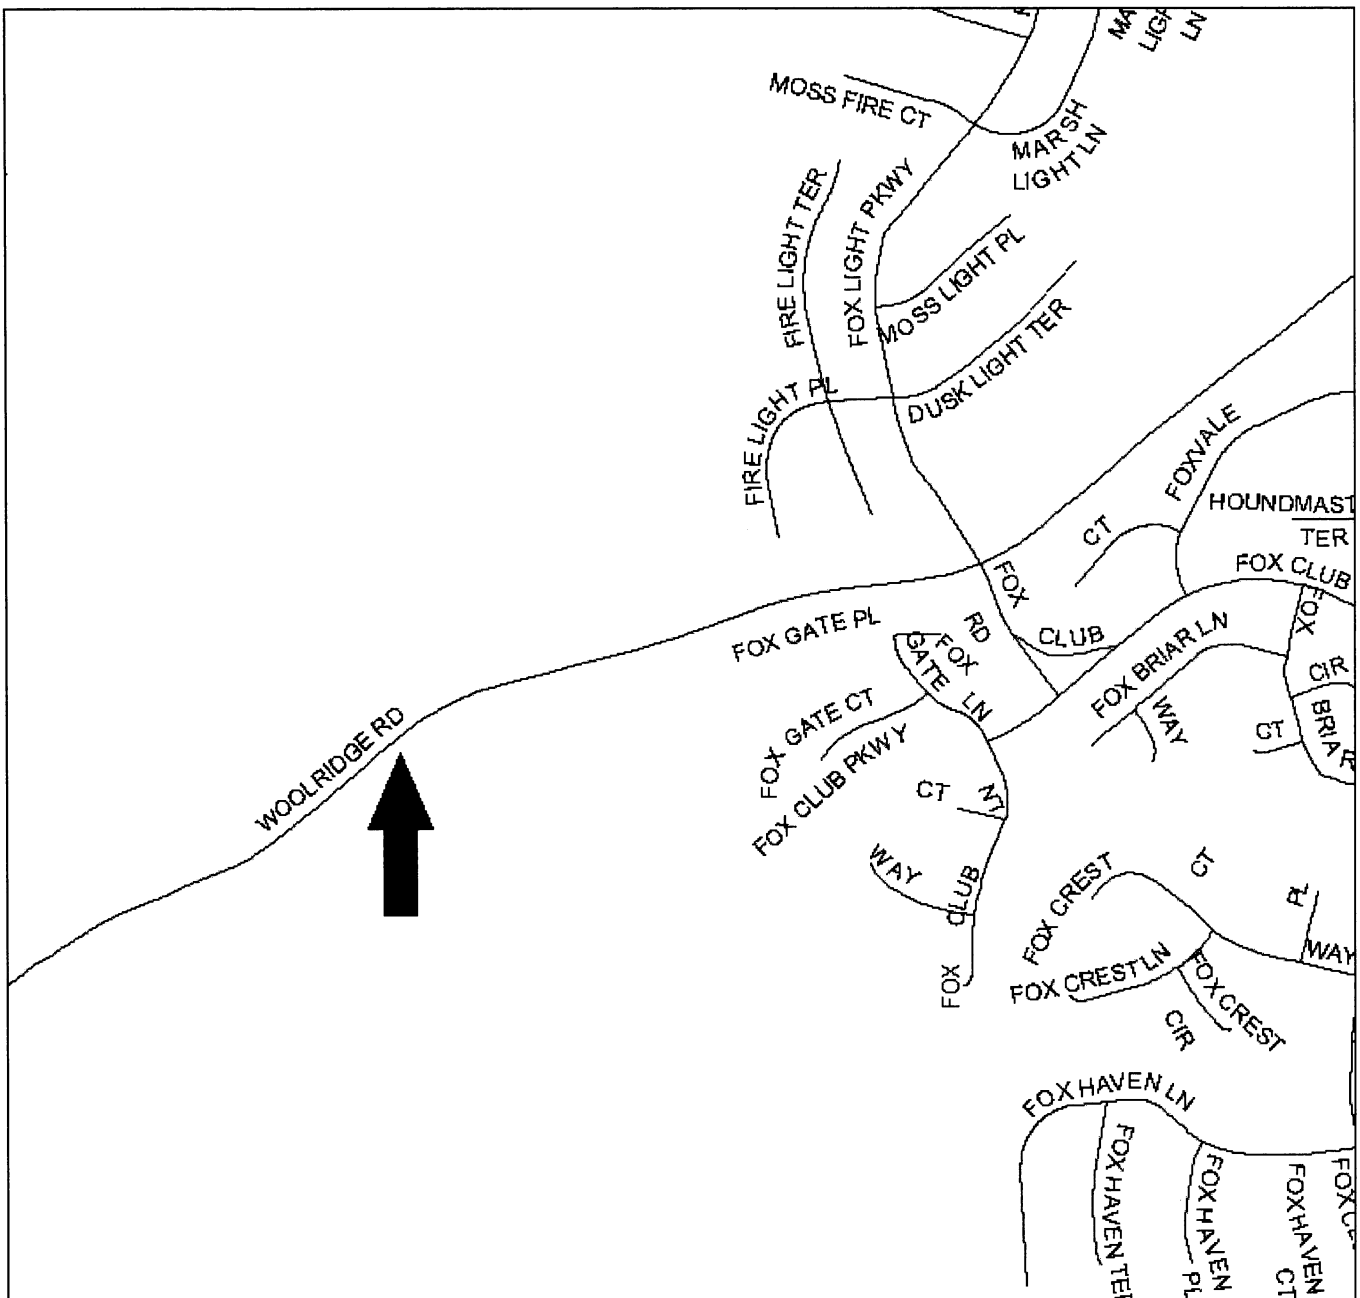 MA
LIG
LN
MOSS FIRE CT
MARSH
LIGHT LN
FIRE LIGHT TER
FOX LIGHT PKWY
MOSS LIGHT PL
DUSK LIGHT TER
FIRE LIGHT PL
FOXVALE
CT
HOUNDMAST
TER
FOX CLUB
FOX
RD
CLUB
FOX GATE PL
FOX
GATE LN
FOX BRIAR LN
FOX
CIR
BRIAR
CT
WAY
FOX GATE CT
FOX CLUB PKWY
WOOLRIDGE RD
CT
LN
WAY
CLUB
FOX
FOX CREST
CT
PL
WAY
FOX CREST LN
FOX CREST
CIR
FOX HAVEN LN
FOX HAVEN TER
FOX HAVEN
PL
FOX HAVEN
CT